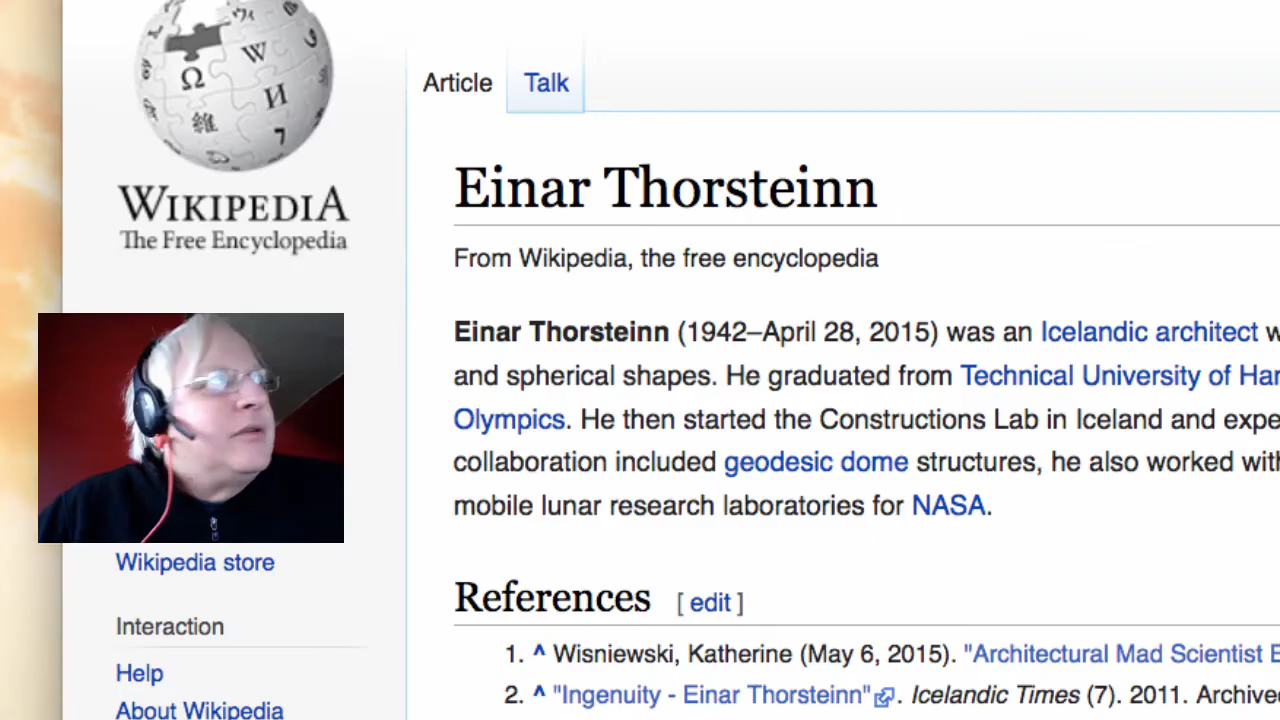 WIKIPEDIA
The Free Encyclopedia
Article Talk
Einar Thorsteinn
From Wikipedia, the free encyclopedia
Einar Thorsteinn (1942–April 28, 2015) was an Icelandic architect
and spherical shapes. He graduated from Technical University of
Olympics. He then started the Constructions Lab in Iceland and
collaboration included geodesic dome structures, he also worked
mobile lunar research laboratories for NASA.
Wikipedia store
Interaction
Help
About Wikipedia
References [ edit ]
1. ^ Wisniewski, Katherine (May 6, 2015). "Architectural Mad Scientist
2. ^ "Ingenuity - Einar Thorsteinn". Icelandic Times (7). 2011.